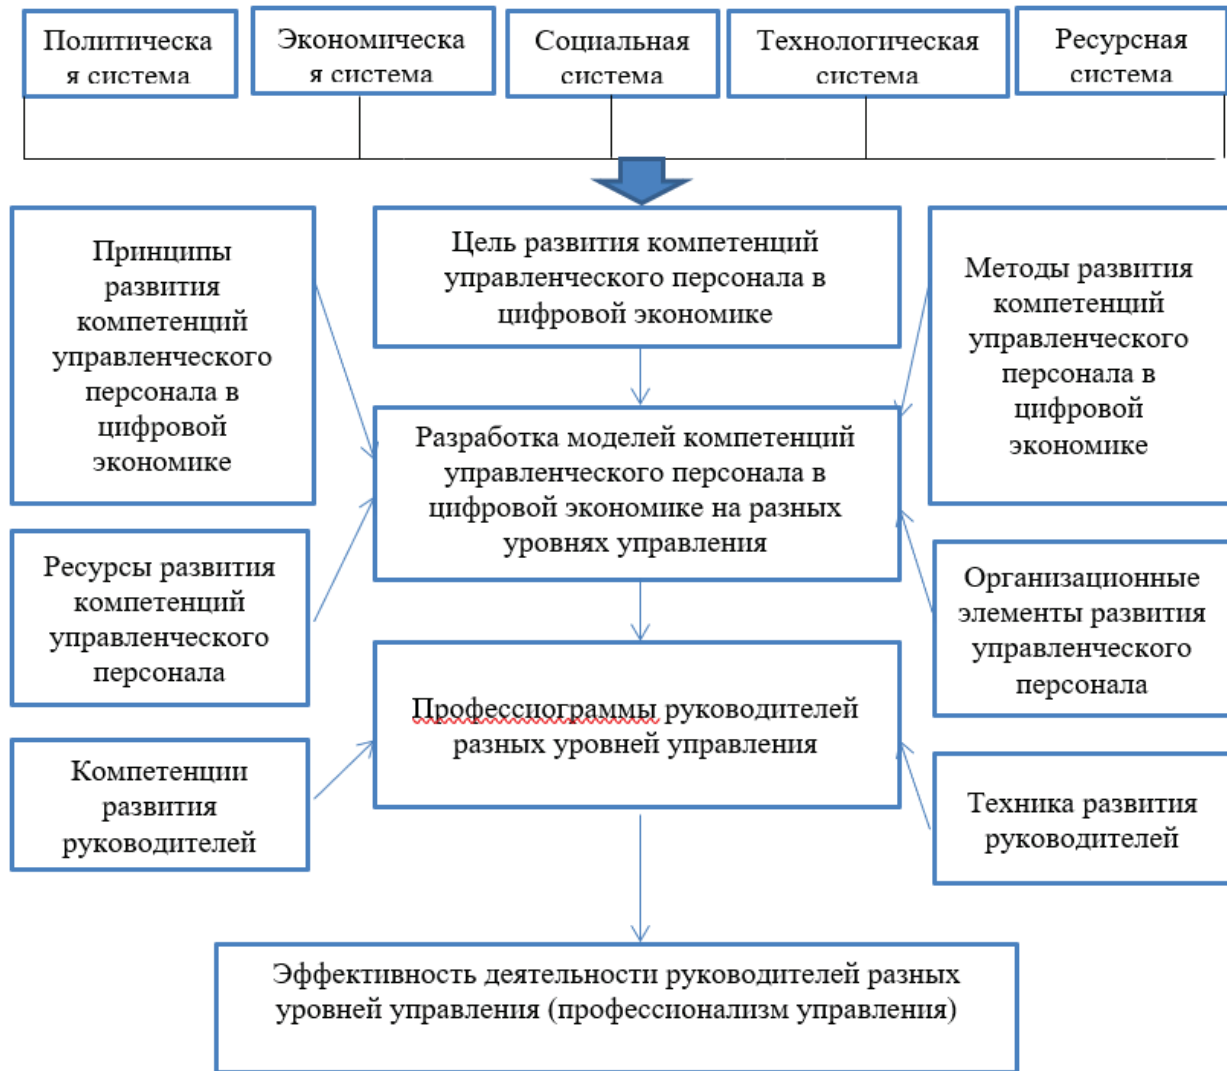 Политическа
я система
Экономическа
я система
Социальная
система
Технологическая
система
Ресурсная
система
Принципы
развития
компетенций
управленческого
персонала в
цифровой
экономике
Цель развития компетенций
управленческого персонала в
цифровой экономике
Методы развития
компетенций
управленческого
персонала в
цифровой
экономике
Разработка моделей компетенций
управленческого персонала в
цифровой экономике на разных
уровнях управления
Ресурсы развития
компетенций
управленческого
персонала
Организационные
элементы развития
управленческого
персонала
Профессиограммы руководителей
разных уровней управления
Компетенции
развития
руководителей
Техника развития
руководителей
Эффективность деятельности руководителей разных
уровней управления (профессионализм управления)